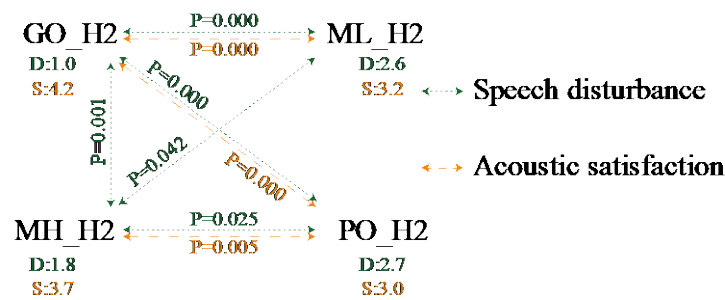 P=0.000
GO_H2 ML_H2
P=0.000
D:1.0 D:2.6
S:4.2 S:3.2
P=0.000
Speech disturbance
P=0.001
P=0.042
P=0.000
Acoustic satisfaction
P=0.025
MH_H2 PO_H2
P=0.005
D:1.8 D:2.7
S:3.7 S:3.0